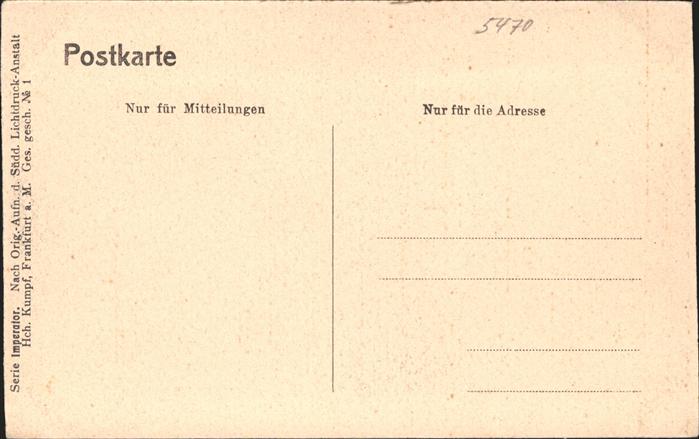 5470
Postkarte
Nur für Mitteilungen
Nur für die Adresse
Serie Imperator. Nach Orig.-Aufn. d. Südd. Lichtdruck-Anstalt
Hch. Kumpf, Frankfurt a. M. Ges. gesch. № 1